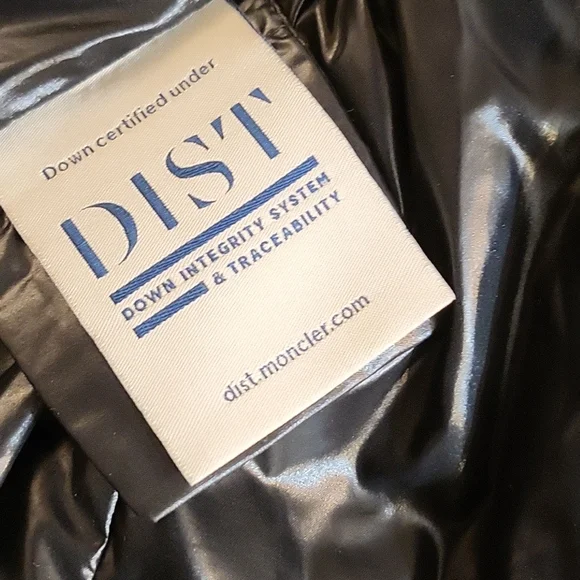 Down certified under
DIST
DOWN INTEGRITY SYSTEM
& TRACEABILITY
dist.moncler.com